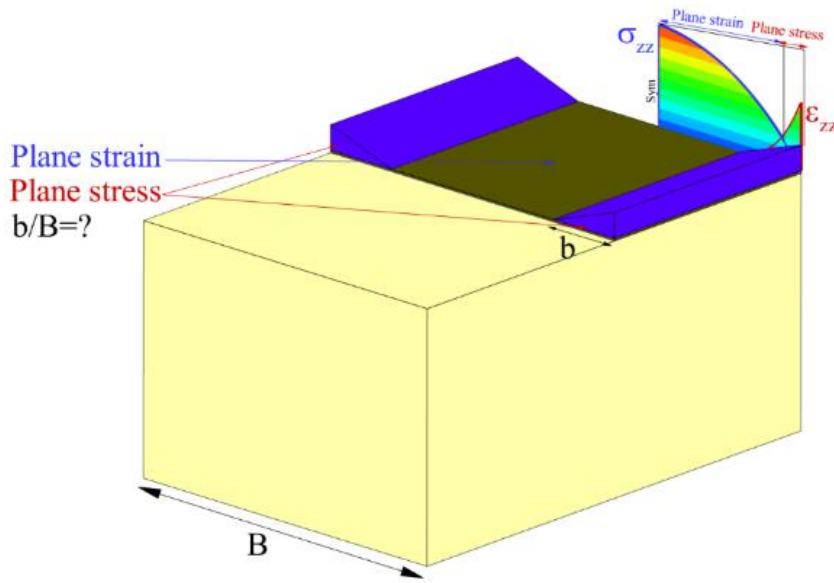 Plane strain
Plane stress
σzz
Sym
εzz
Plane strain
Plane stress
b/B=?
b
B